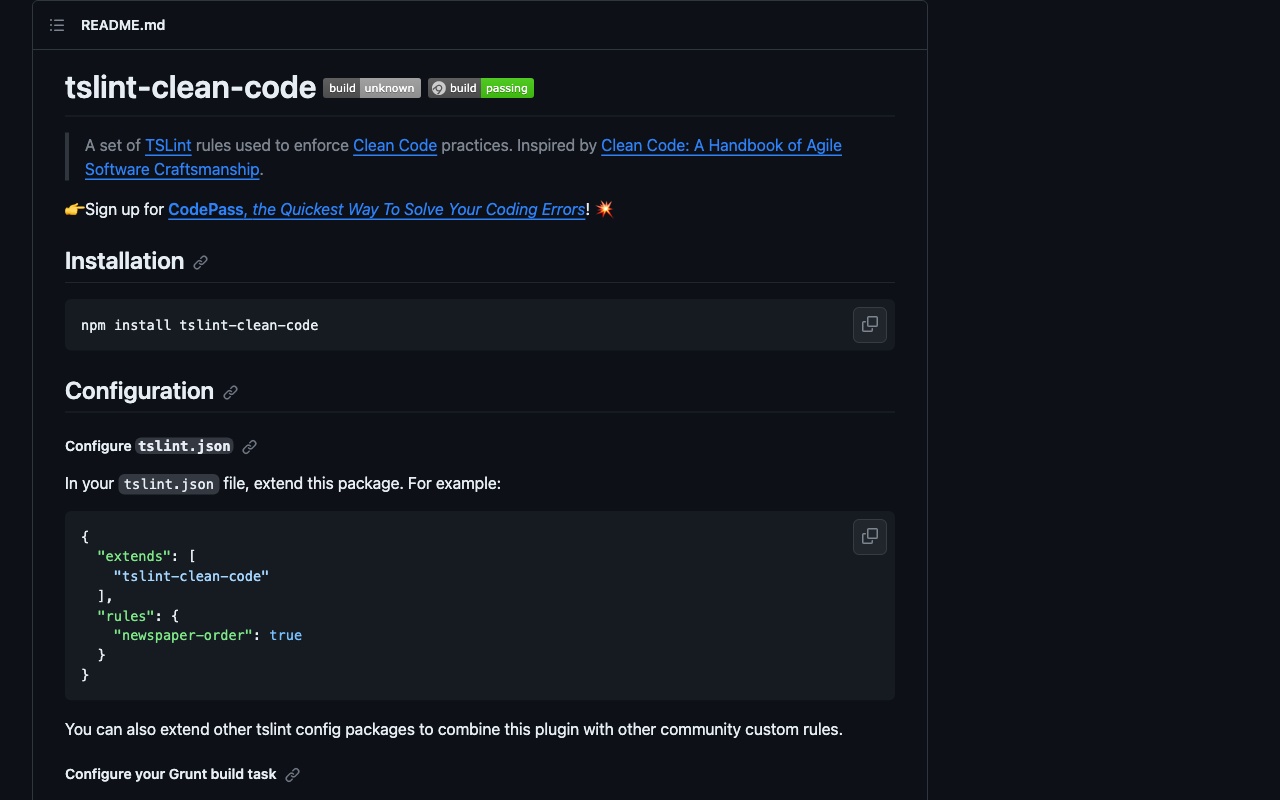 README.md
tslint-clean-code build unknown build passing
A set of TSLint rules used to enforce Clean Code practices. Inspired by Clean Code: A Handbook of Agile
Software Craftsmanship.
👉Sign up for CodePass, the Quickest Way To Solve Your Coding Errors! 💥
Installation
npm install tslint-clean-code
Configuration
Configure tslint.json
In your tslint.json file, extend this package. For example:
{
  "extends": [
    "tslint-clean-code"
  ],
  "rules": {
    "newspaper-order": true
  }
}
You can also extend other tslint config packages to combine this plugin with other community custom rules.
Configure your Grunt build task